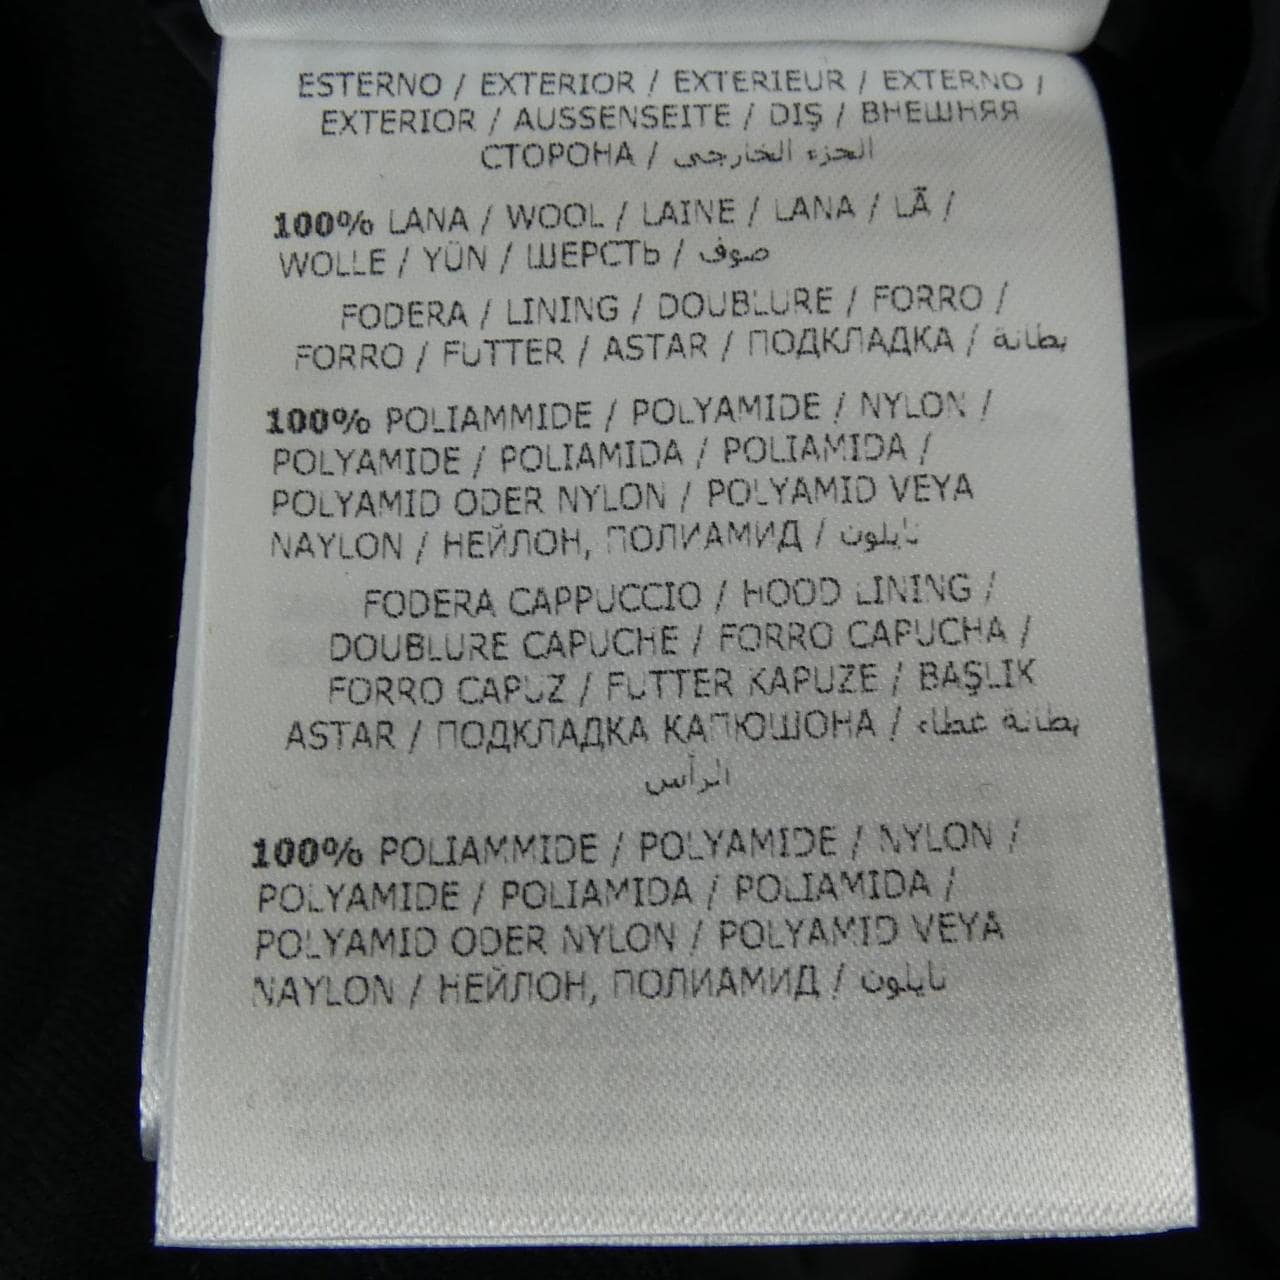 ESTERNO / EXTERIOR / EXTERIEUR / EXTERNO /
EXTERIOR / AUSSENSEITE / DIŞ / ВНЕШНЯЯ
СТОРОНА / الجزء الخارجي
100% LANA / WOOL / LAINE / LANA / LÃ /
WOLLE / YÜN / ШЕРСТЬ / صوف
FODERA / LINING / DOUBLURE / FORRO /
FORRO / FUTTER / ASTAR / ПОДКЛАДКА / بطانة
100% POLIAMMIDE / POLYAMIDE / NYLON /
POLYAMIDE / POLIAMIDA / POLIAMIDA /
POLYAMID ODER NYLON / POLYAMID VEYA
NAYLON / НЕЙЛОН, ПОЛИАМИД / نايلون
FODERA CAPPUCCIO / HOOD LINING /
DOUBLURE CAPUCHE / FORRO CAPUCHA /
FORRO CAPUZ / FUTTER KAPUZE / BAŞLIK
ASTAR / ПОДКЛАДКА КАПЮШОНА / بطانة غطاء
الرأس
100% POLIAMMIDE / POLYAMIDE / NYLON /
POLYAMIDE / POLIAMIDA / POLIAMIDA /
POLYAMID ODER NYLON / POLYAMID VEYA
NAYLON / НЕЙЛОН, ПОЛИАМИД / نايلون